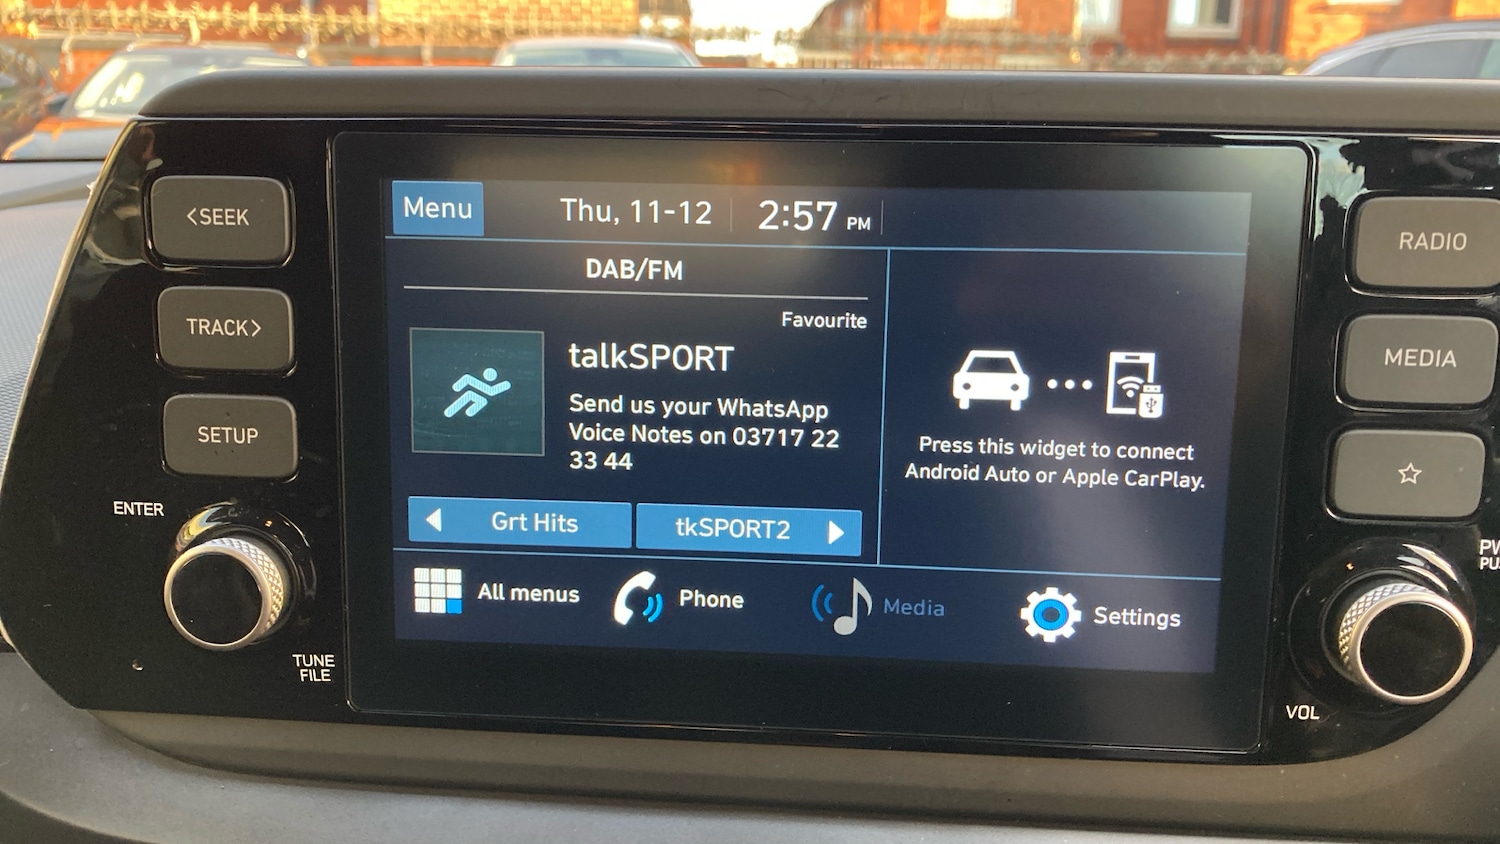 <SEEK
TRACK>
SETUP
ENTER
TUNE
FILE
Menu
Thu, 11-12
2:57 PM
DAB/FM
Favourite
talkSPORT
Send us your WhatsApp
Voice Notes on 03717 22
33 44
Grt Hits
tkSPORT2
Press this widget to connect
Android Auto or Apple CarPlay.
All menus
Phone
Media
Settings
RADIO
MEDIA
VOL